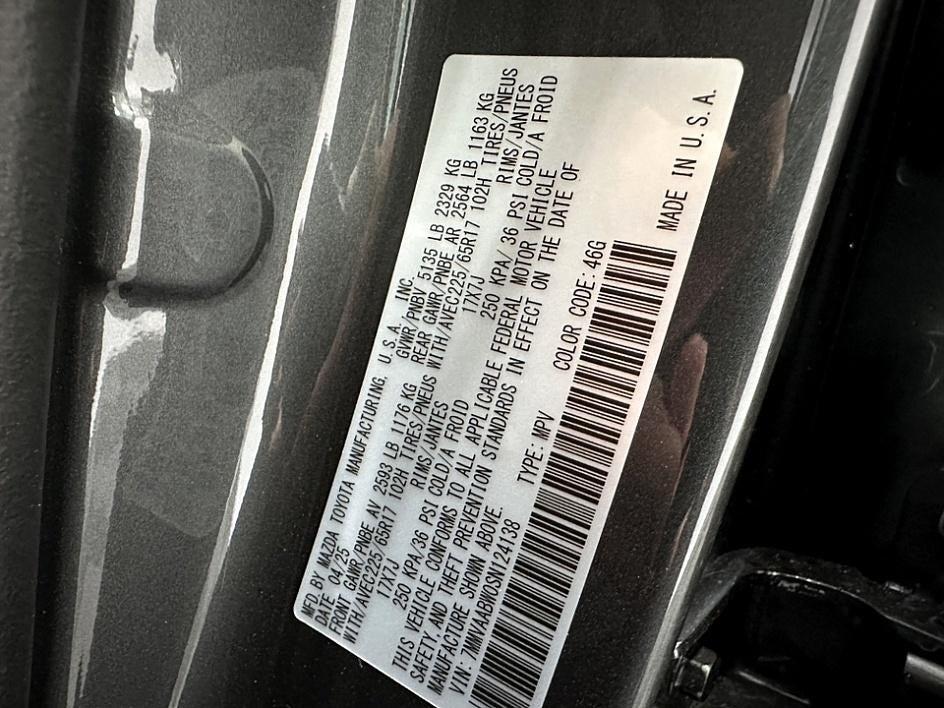 MFD. BY MAZDA TOYOTA MANUFACTURING, U.S.A. INC
DATE 04/25 GVWR/PNBV 5135 LB 2329 KG
FRONT GAWR/PNBE AV 2593 LB 1176 KG REAR GAWR/PNBE AR 2564 LB 1163 KG
WITH/AVEC225/65R17 102H TIRES/PNEUS WITH/AVEC225/65R17 102H TIRES/PNEUS
17X7J RIMS/JANTES 17X7J RIMS/JANTES
250 KPA/36 PSI COLD/A FROID 250 KPA/ 36 PSI COLD/A FROID
THIS VEHICLE CONFORMS TO ALL APPLICABLE FEDERAL MOTOR VEHICLE
SAFETY, AND THEFT PREVENTION STANDARDS IN EFFECT ON THE DATE OF
MANUFACTURE SHOWN ABOVE.
VIN: 7MMVAABW0SN124138 TYPE: MPV COLOR CODE: 46G
MADE IN U.S.A.